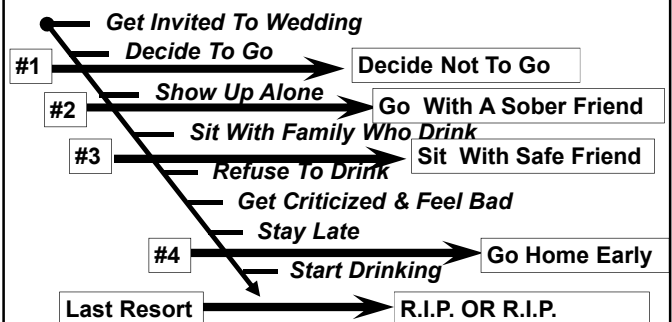 Get Invited To Wedding
Decide To Go
#1 Decide Not To Go
Show Up Alone
#2 Go With A Sober Friend
Sit With Family Who Drink
#3 Sit With Safe Friend
Refuse To Drink
Get Criticized & Feel Bad
Stay Late
#4 Go Home Early
Start Drinking
Last Resort R.I.P. OR R.I.P.